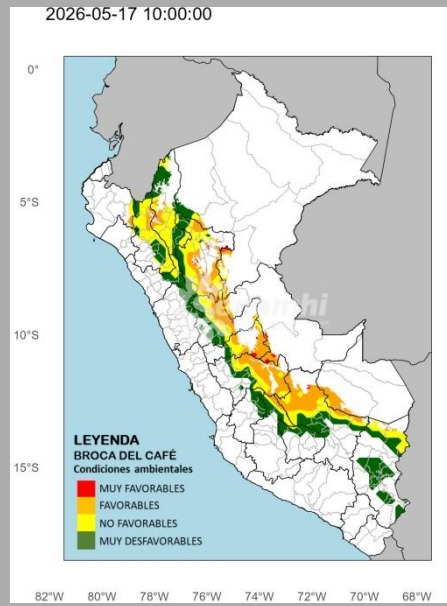 2026-05-17 10:00:00
0°
5°S
10°S
15°S
senamhi
LEYENDA
BROCA DEL CAFÉ
Condiciones ambientales
MUY FAVORABLES
FAVORABLES
NO FAVORABLES
MUY DESFAVORABLES
82°W 80°W 78°W 76°W 74°W 72°W 70°W 68°W